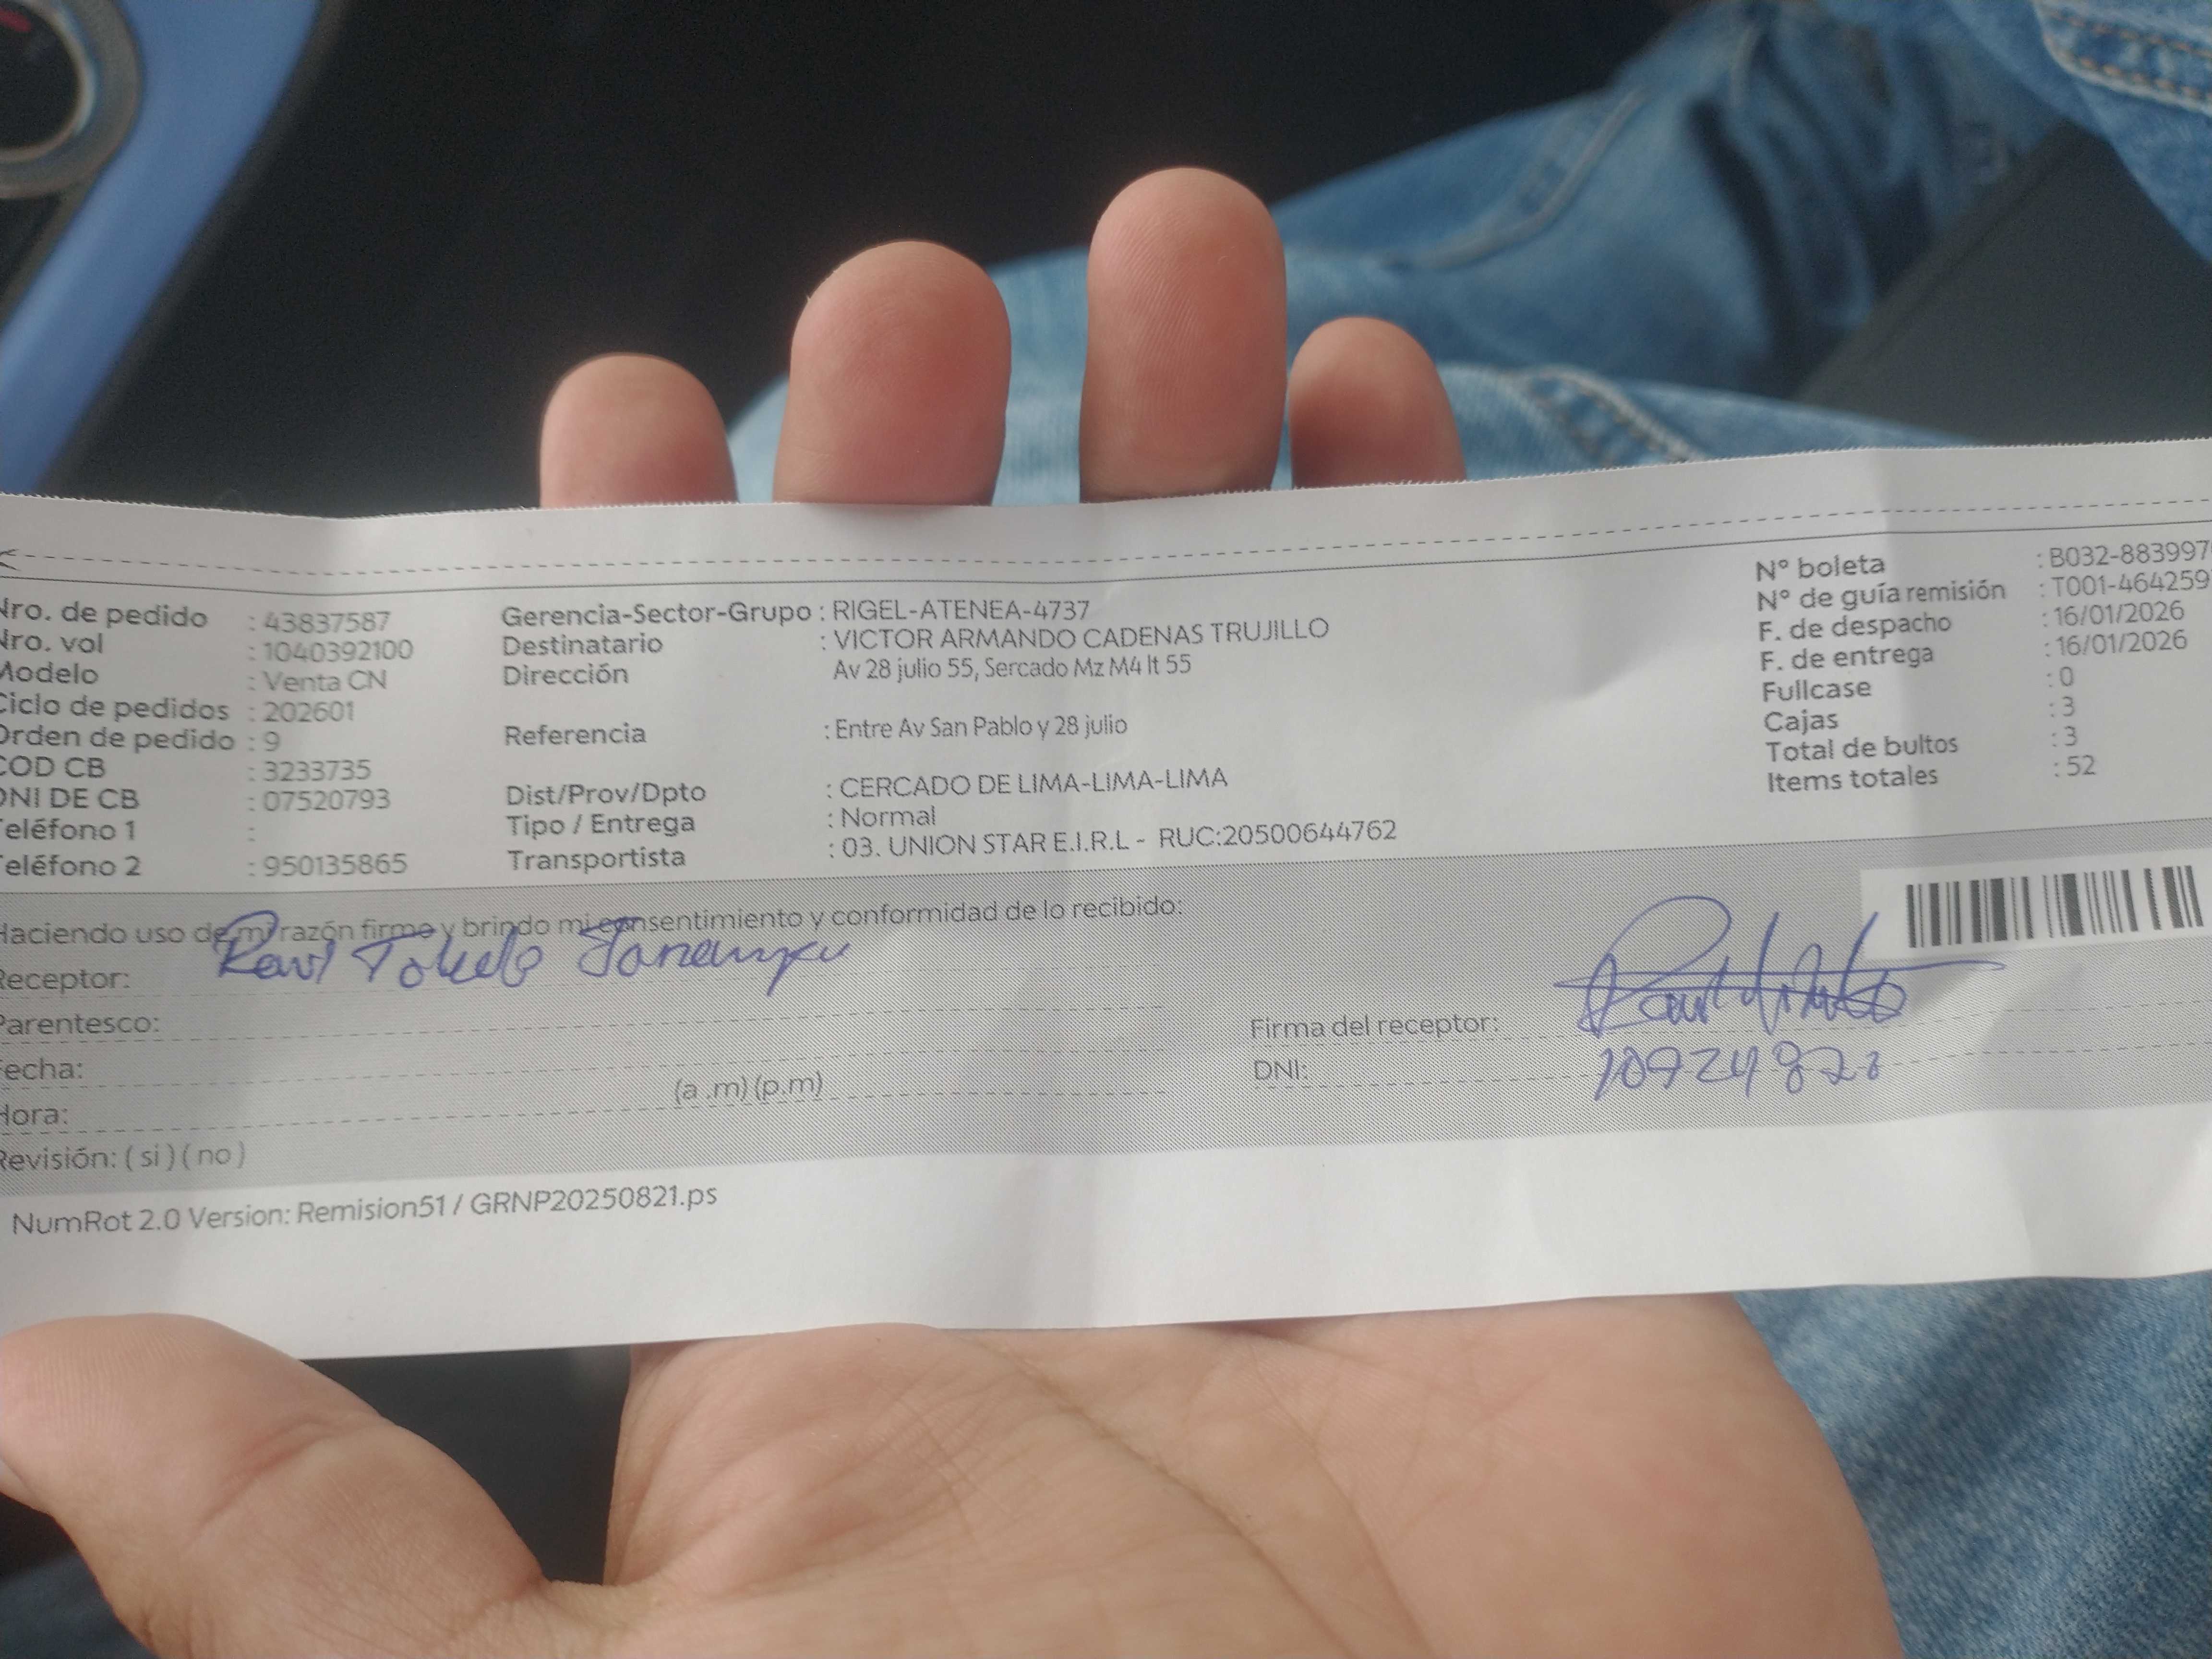 Nro. de pedido : 43837587
Nro. vol : 1040392100
Modelo : Venta CN
Ciclo de pedidos : 202601
Orden de pedido : 9
COD CB : 3233735
DNI DE CB : 07520793
Teléfono 1 :
Teléfono 2 : 950135865
Gerencia-Sector-Grupo : RIGEL-ATENEA-4737
Destinatario : VICTOR ARMANDO CADENAS TRUJILLO
Dirección Av 28 julio 55, Sercado Mz M4 lt 55
Referencia : Entre Av San Pablo y 28 julio
Dist/Prov/Dpto : CERCADO DE LIMA-LIMA-LIMA
Tipo / Entrega : Normal
Transportista : 03. UNION STAR E.I.R.L - RUC:20500644762
N° boleta : B032-883997
N° de guía remisión : T001-464259
F. de despacho : 16/01/2026
F. de entrega : 16/01/2026
Fullcase : 0
Cajas : 3
Total de bultos : 3
Items totales : 52
Haciendo uso de mi razón firmo y brindo mi consentimiento y conformidad de lo recibido:
Receptor: Raul
Parentesco:
Fecha:
Hora: (a .m) (p.m)
Revisión: ( si ) ( no )
Firma del receptor:
DNI:
NumRot 2.0 Version: Remision51 / GRNP20250821.ps